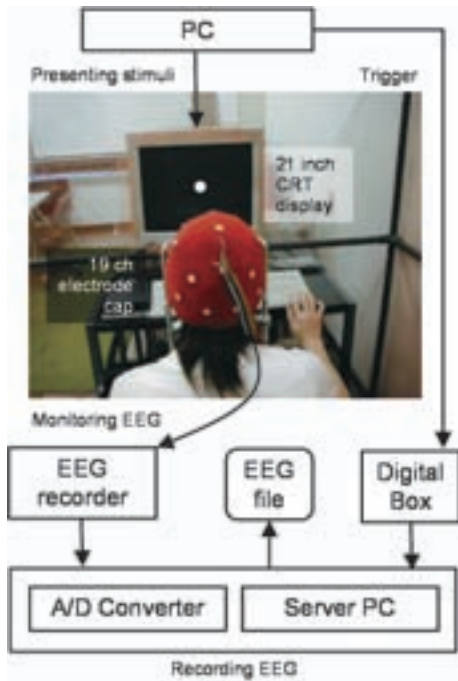 PC
Presenting stimuli
Trigger
21 inch
CRT
display
19 ch
electrode
cap
Monitoring EEG
EEG
recorder
EEG
file
Digital
Box
A/D Converter
Server PC
Recording EEG